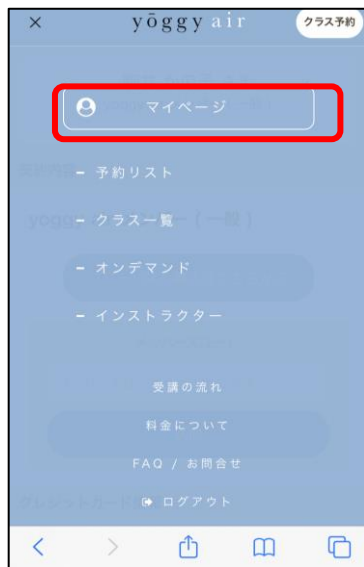 × yōggy air クラス予約
マイページ
− 予約リスト
− クラス一覧
− オンデマンド
− インストラクター
受講の流れ
料金について
FAQ / お問合せ
ログアウト